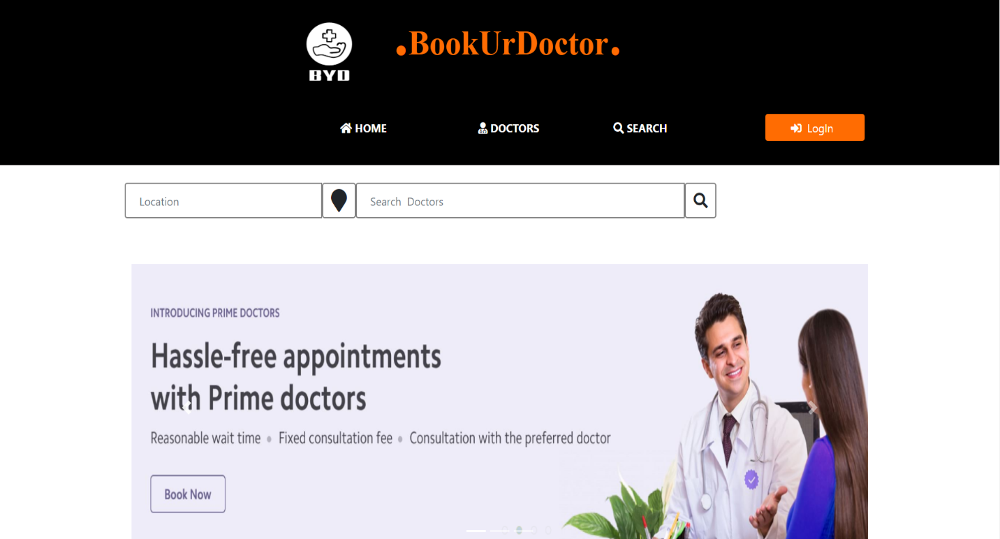 BYD
.BookUrDoctor.
HOME DOCTORS SEARCH LogIn
Location Search Doctors
INTRODUCING PRIME DOCTORS
Hassle-free appointments
with Prime doctors
Reasonable wait time • Fixed consultation fee • Consultation with the preferred doctor
Book Now